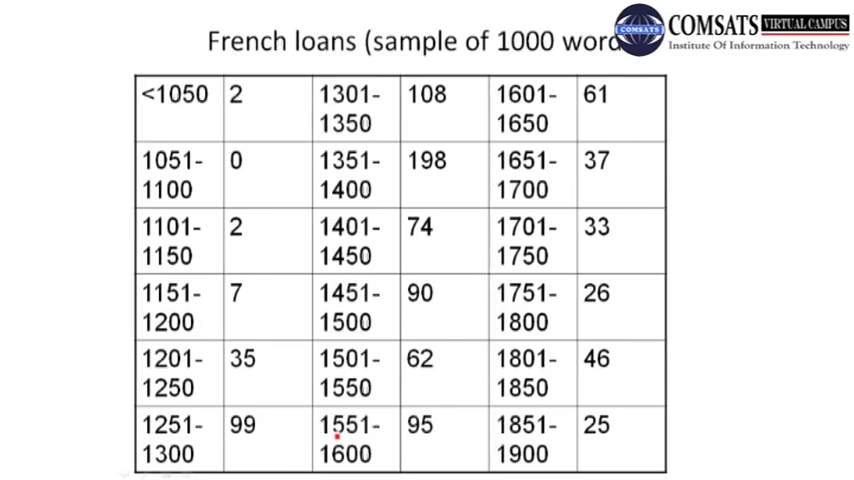 French loans (sample of 1000 word
COMSATS
COMSATS VIRTUAL CAMPUS
Institute Of Information Technology
<1050 2 1301- 108 1601- 61
1350 1650
1051- 0 1351- 198 1651- 37
1100 1400 1700
1101- 2 1401- 74 1701- 33
1150 1450 1750
1151- 7 1451- 90 1751- 26
1200 1500 1800
1201- 35 1501- 62 1801- 46
1250 1550 1850
1251- 99 1551- 95 1851- 25
1300 1600 1900